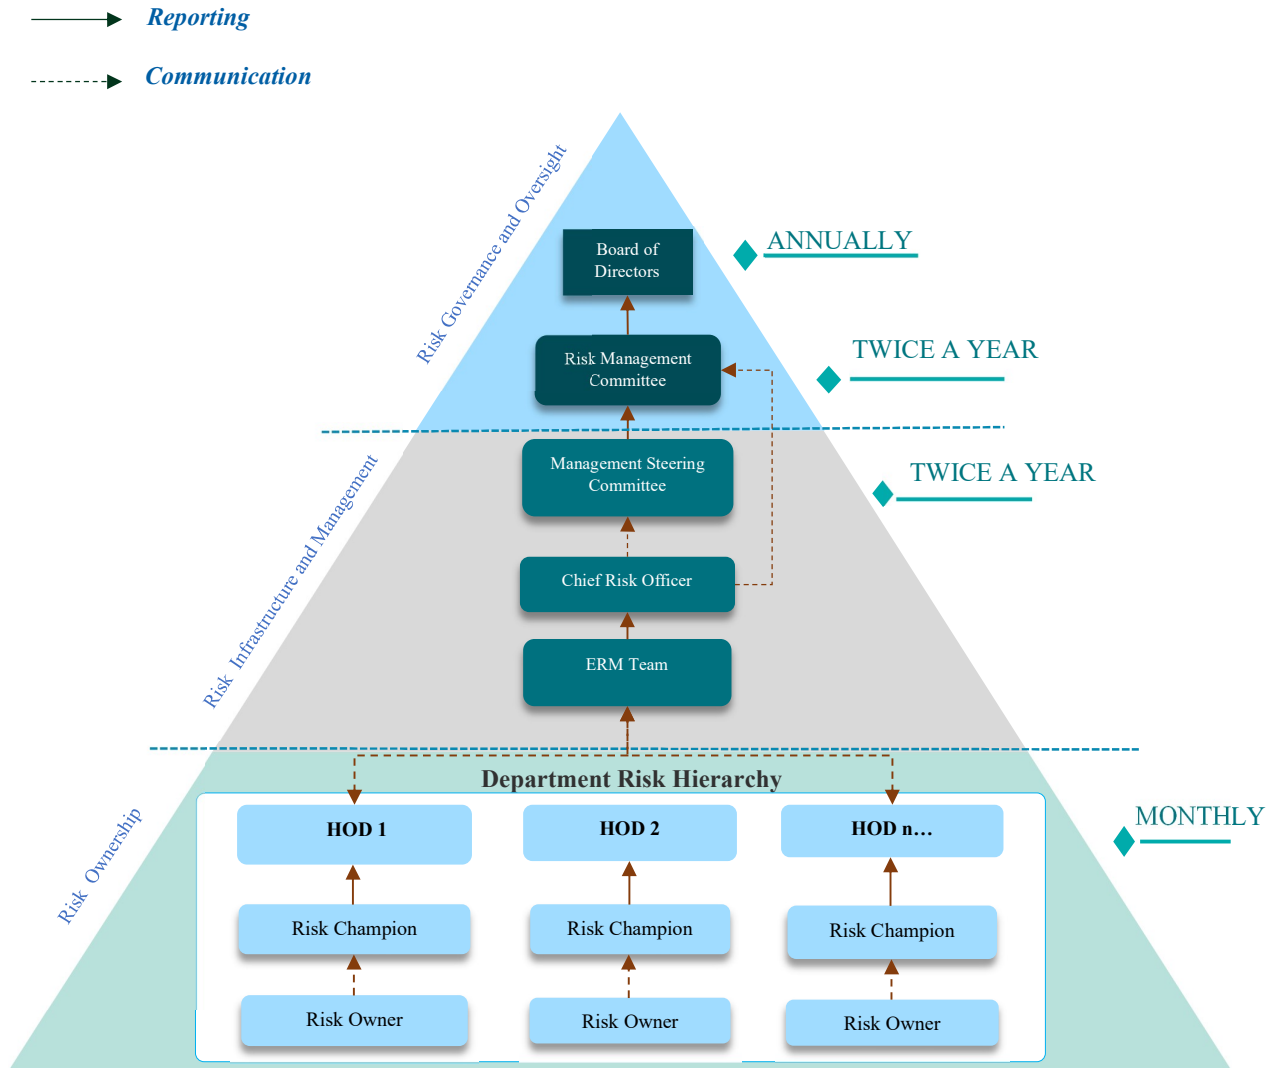 Reporting
Communication
Risk Governance and Oversight
Board of
Directors
ANNUALLY
Risk Management
Committee
TWICE A YEAR
Risk  Infrastructure and Management
Management Steering
Committee
TWICE A YEAR
Chief Risk Officer
ERM Team
Risk  Ownership
Department Risk Hierarchy
HOD 1
HOD 2
HOD n…
MONTHLY
Risk Champion
Risk Champion
Risk Champion
Risk Owner
Risk Owner
Risk Owner